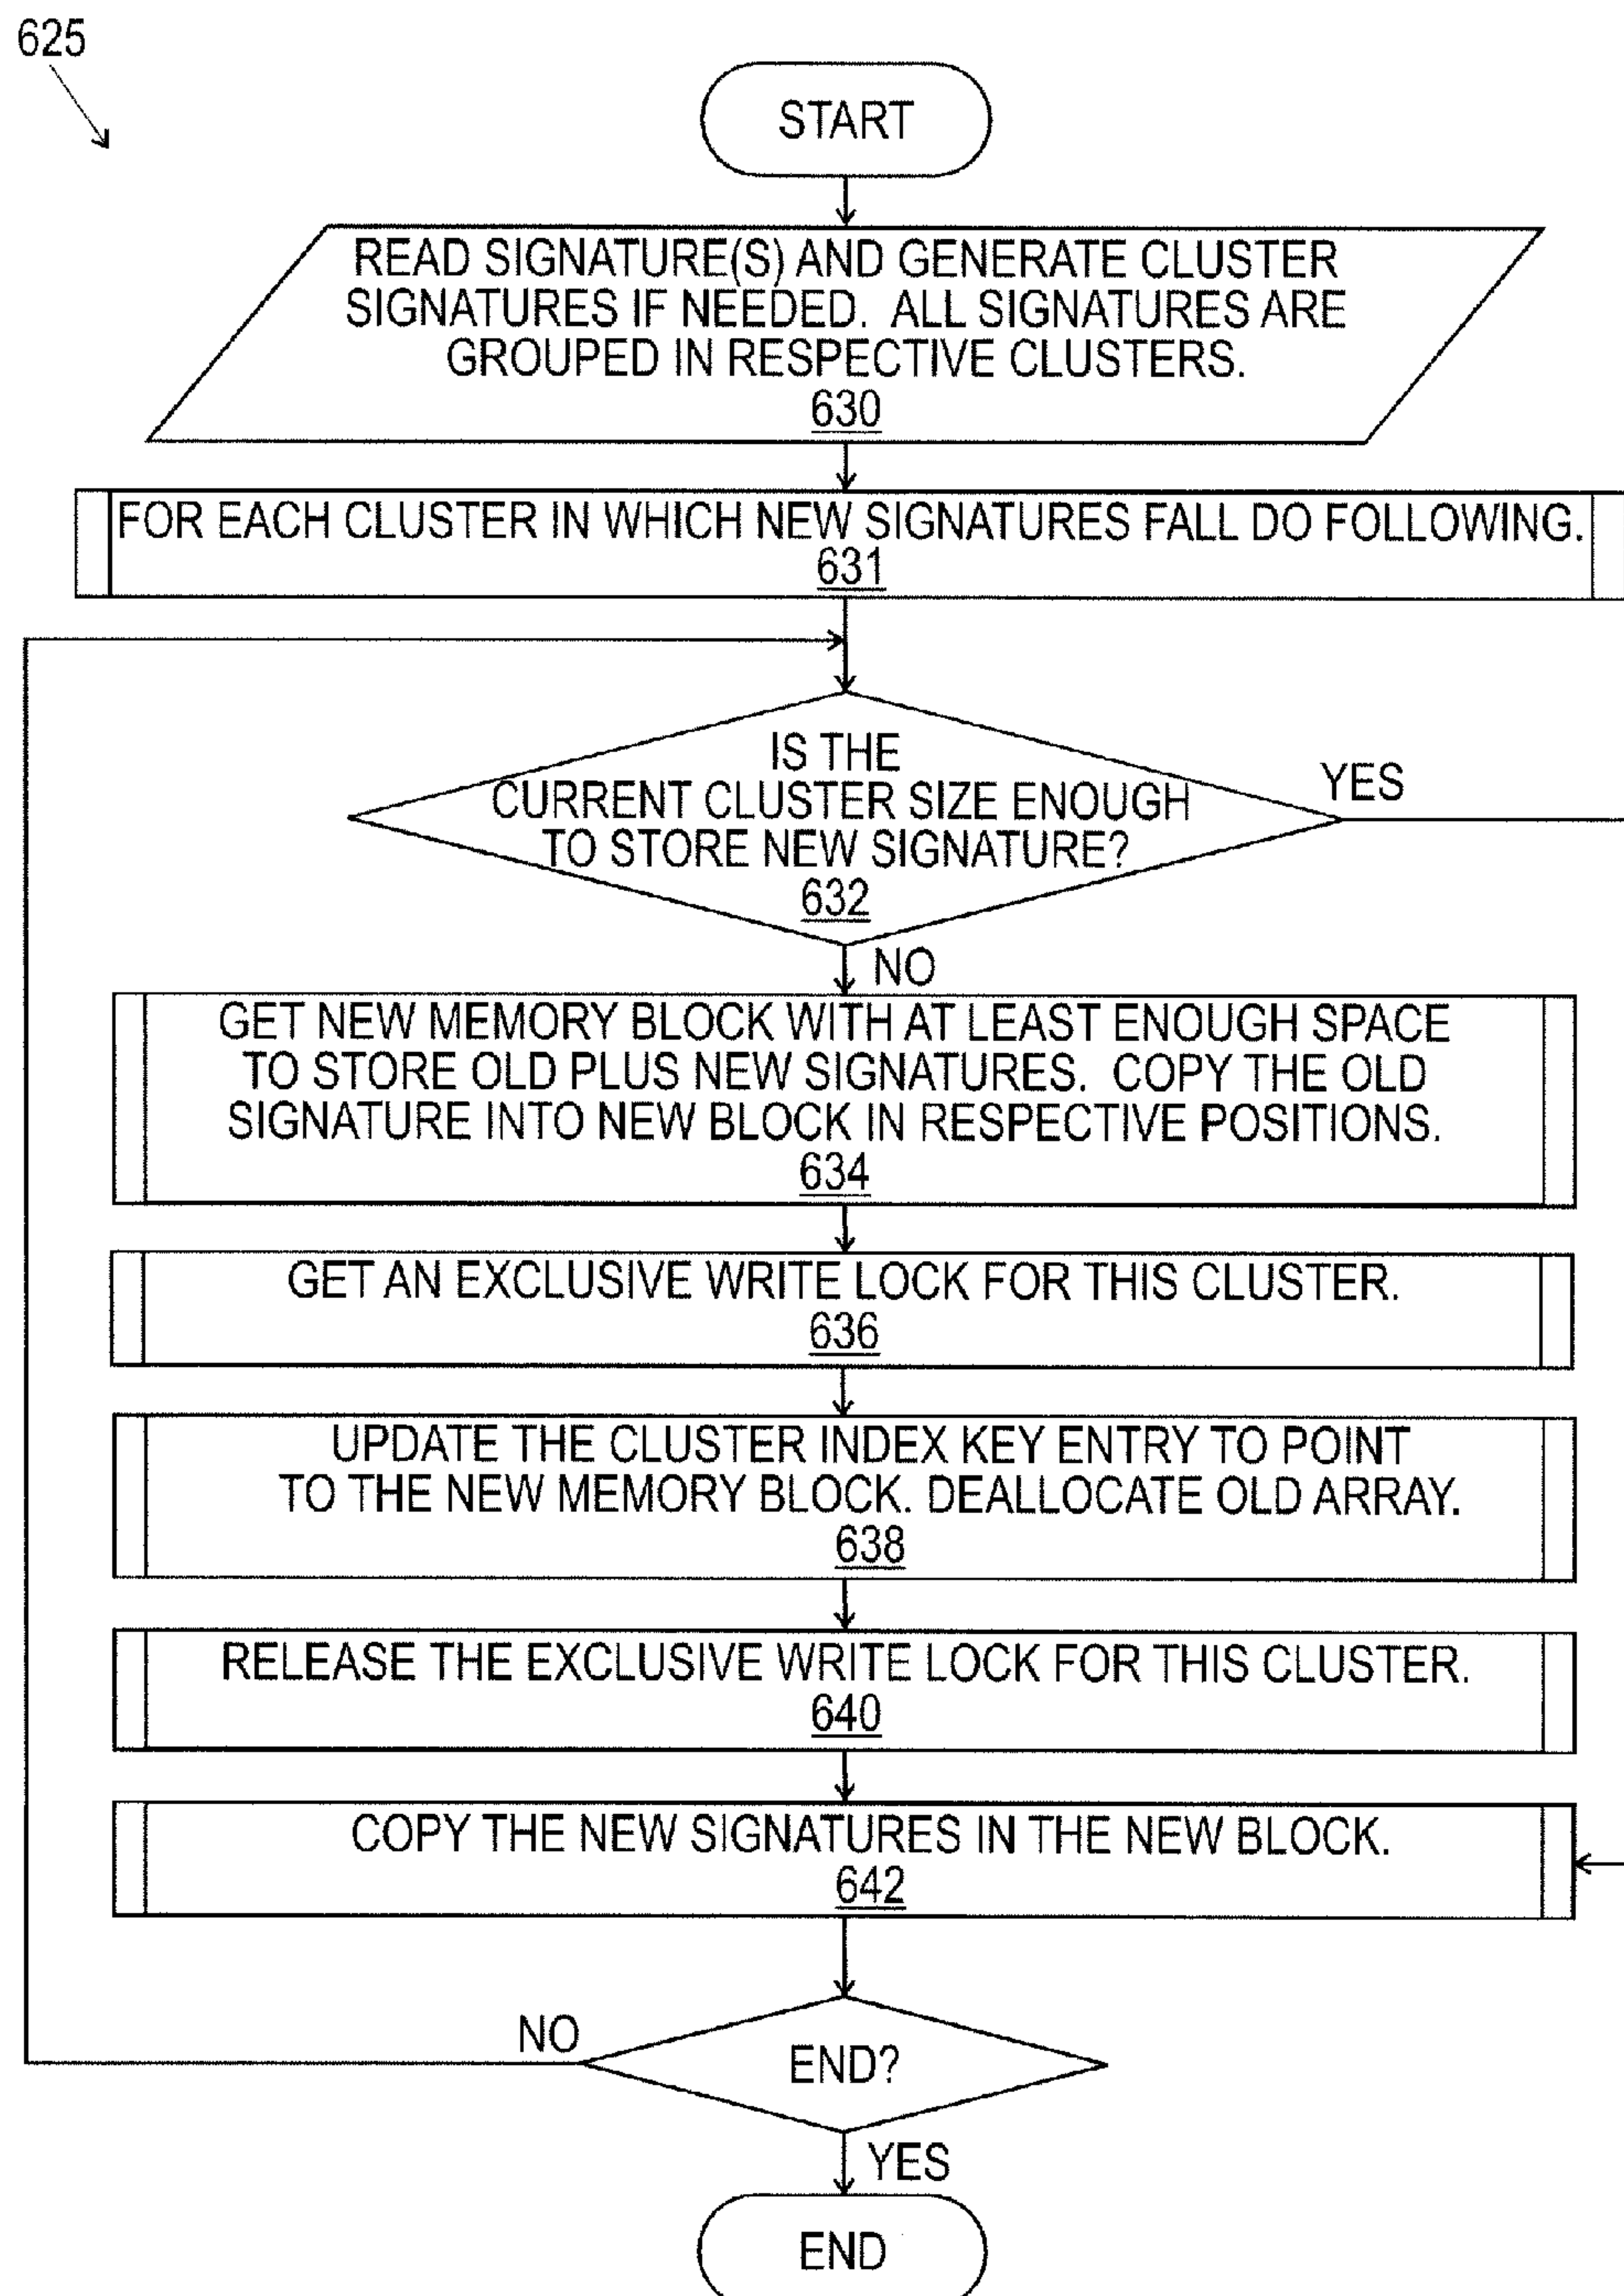 625
START
READ SIGNATURE(S) AND GENERATE CLUSTER
SIGNATURES IF NEEDED. ALL SIGNATURES ARE
GROUPED IN RESPECTIVE CLUSTERS.
630
FOR EACH CLUSTER IN WHICH NEW SIGNATURES FALL DO FOLLOWING.
631
IS THE
CURRENT CLUSTER SIZE ENOUGH
TO STORE NEW SIGNATURE?
632
YES
NO
GET NEW MEMORY BLOCK WITH AT LEAST ENOUGH SPACE
TO STORE OLD PLUS NEW SIGNATURES. COPY THE OLD
SIGNATURE INTO NEW BLOCK IN RESPECTIVE POSITIONS.
634
GET AN EXCLUSIVE WRITE LOCK FOR THIS CLUSTER.
636
UPDATE THE CLUSTER INDEX KEY ENTRY TO POINT
TO THE NEW MEMORY BLOCK. DEALLOCATE OLD ARRAY.
638
RELEASE THE EXCLUSIVE WRITE LOCK FOR THIS CLUSTER.
640
COPY THE NEW SIGNATURES IN THE NEW BLOCK.
642
NO
END?
YES
END